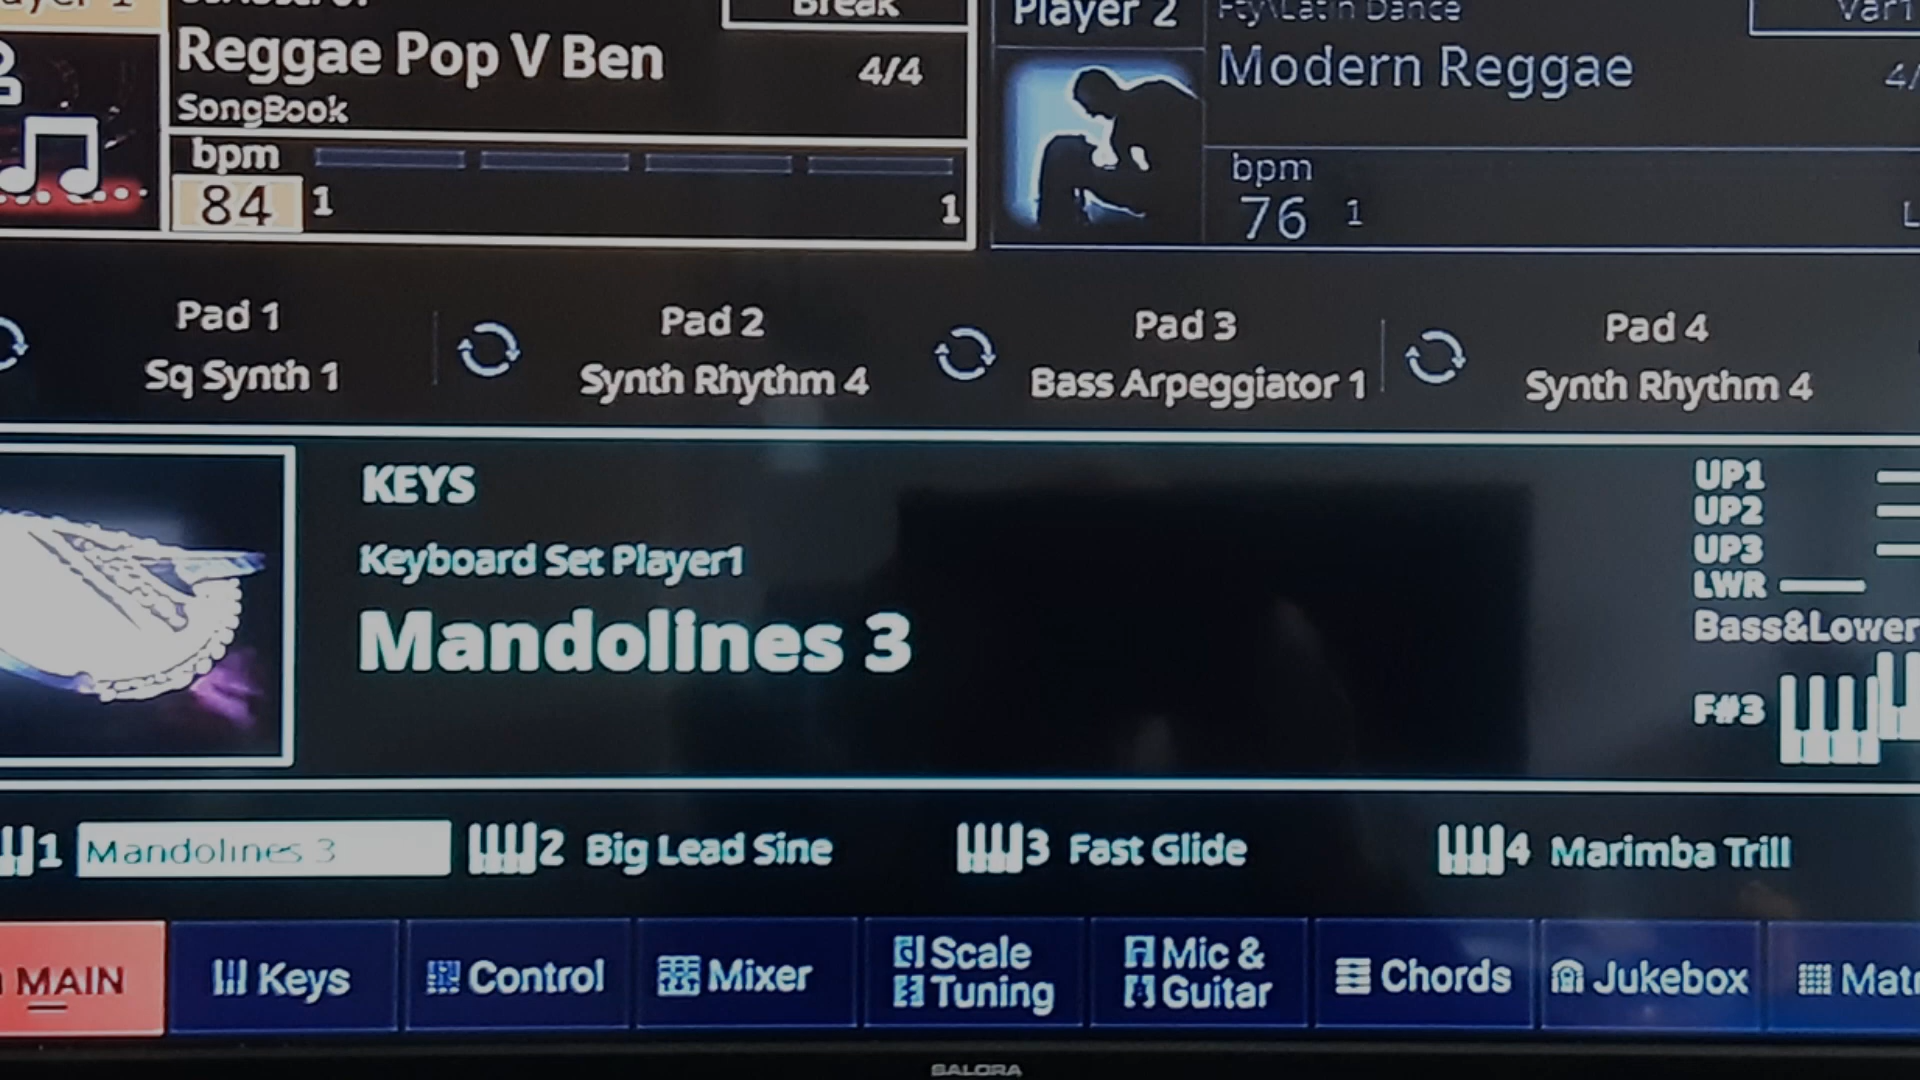 Break
Reggae Pop V Ben
4/4
SongBook
bpm
84
1
1
Player 2
Modern Reggae
bpm
76
1
Pad 1
Sq Synth 1
Pad 2
Synth Rhythm 4
Pad 3
Bass Arpeggiator 1
Pad 4
Synth Rhythm 4
KEYS
Keyboard Set Player1
Mandolines 3
UP1
UP2
UP3
LWR
Bass&Lower
F#3
1 Mandolines 3
2 Big Lead Sine
3 Fast Glide
4 Marimba Trill
MAIN
Keys
Control
Mixer
Scale
Tuning
Mic &
Guitar
Chords
Jukebox
SALORA